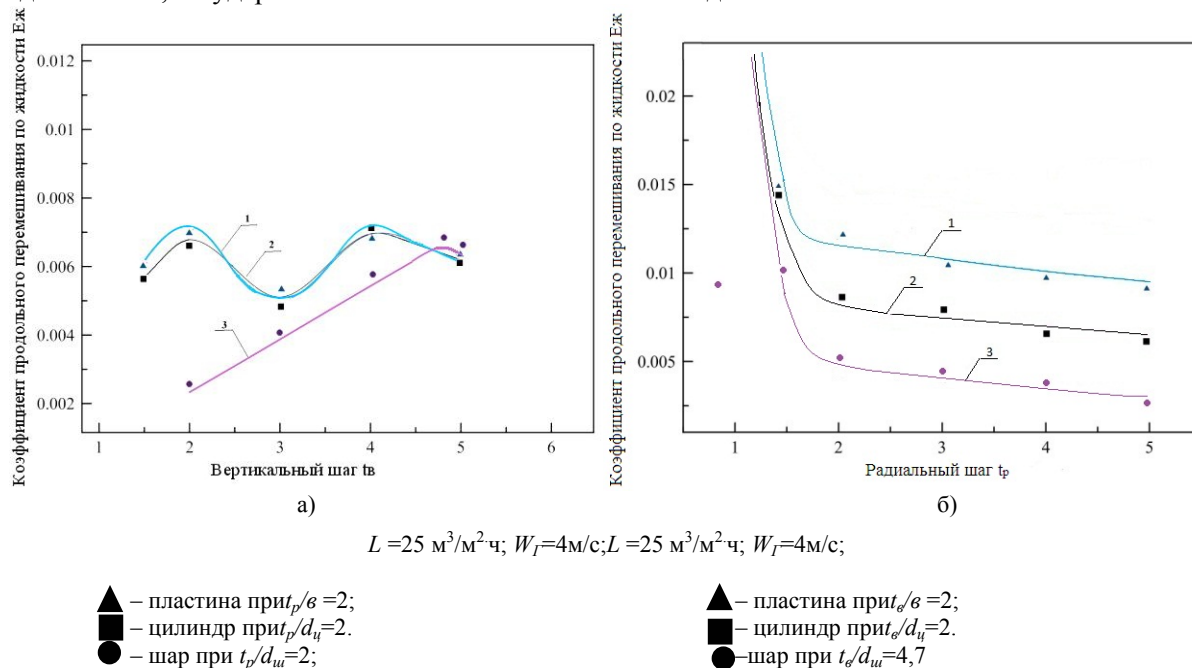 Коэффициент продольного перемешивания по жидкости Еж
0.012
0.01
0.008
0.006
0.004
0.002
1
2
3
1 2 3 4 5 6
Вертикальный шаг tв
а)
Коэффициент продольного перемешивания по жидкости Еж
0.02
0.015
0.01
0.005
1
2
3
1 2 3 4 5
Радиальный шаг tр
б)
L =25 м³/м²·ч; WГ=4м/с;L =25 м³/м²·ч; WГ=4м/с;
– пластина приtр/в =2;
– цилиндр приtр/dц=2.
– шар при tр/dш=2;
– пластина приtв/в =2;
– цилиндр приtв/dц=2.
–шар при tв/dш=4,7